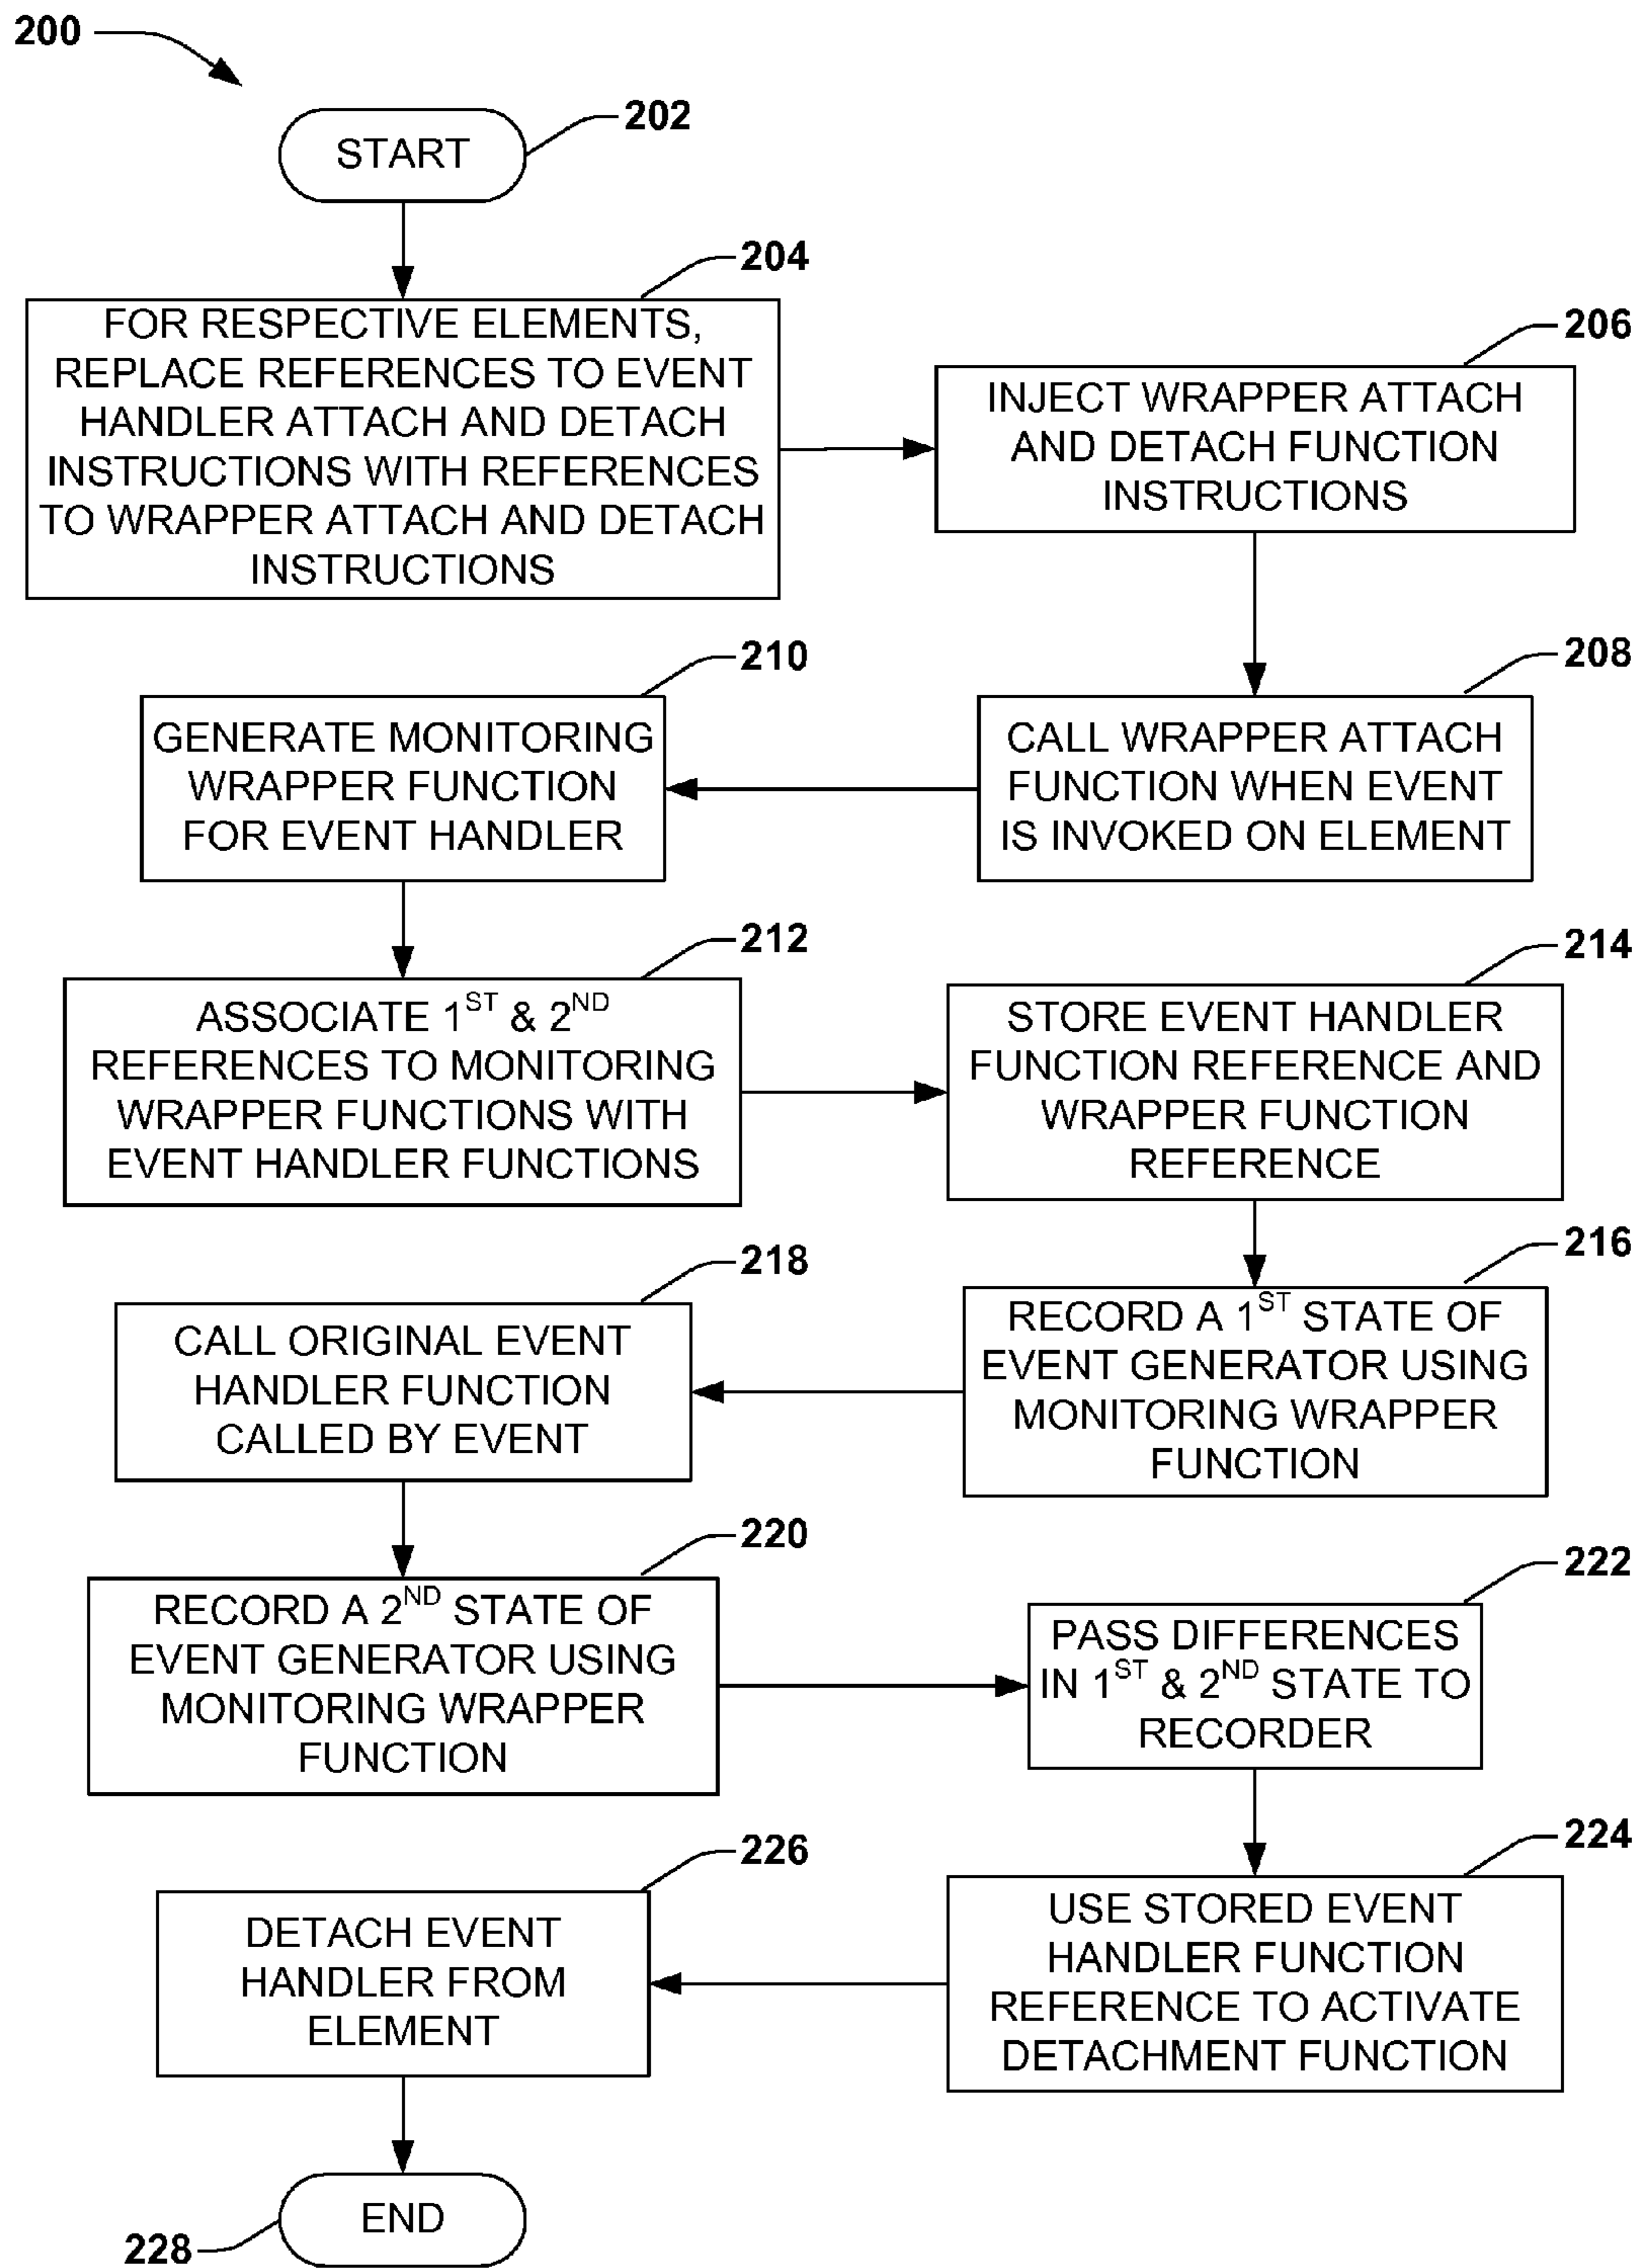 200
202
START
204
FOR RESPECTIVE ELEMENTS,
REPLACE REFERENCES TO EVENT
HANDLER ATTACH AND DETACH
INSTRUCTIONS WITH REFERENCES
TO WRAPPER ATTACH AND DETACH
INSTRUCTIONS
206
INJECT WRAPPER ATTACH
AND DETACH FUNCTION
INSTRUCTIONS
208
CALL WRAPPER ATTACH
FUNCTION WHEN EVENT
IS INVOKED ON ELEMENT
210
GENERATE MONITORING
WRAPPER FUNCTION
FOR EVENT HANDLER
212
ASSOCIATE 1ST & 2ND
REFERENCES TO MONITORING
WRAPPER FUNCTIONS WITH
EVENT HANDLER FUNCTIONS
214
STORE EVENT HANDLER
FUNCTION REFERENCE AND
WRAPPER FUNCTION
REFERENCE
216
RECORD A 1ST STATE OF
EVENT GENERATOR USING
MONITORING WRAPPER
FUNCTION
218
CALL ORIGINAL EVENT
HANDLER FUNCTION
CALLED BY EVENT
220
RECORD A 2ND STATE OF
EVENT GENERATOR USING
MONITORING WRAPPER
FUNCTION
222
PASS DIFFERENCES
IN 1ST & 2ND STATE TO
RECORDER
224
USE STORED EVENT
HANDLER FUNCTION
REFERENCE TO ACTIVATE
DETACHMENT FUNCTION
226
DETACH EVENT
HANDLER FROM
ELEMENT
END
228